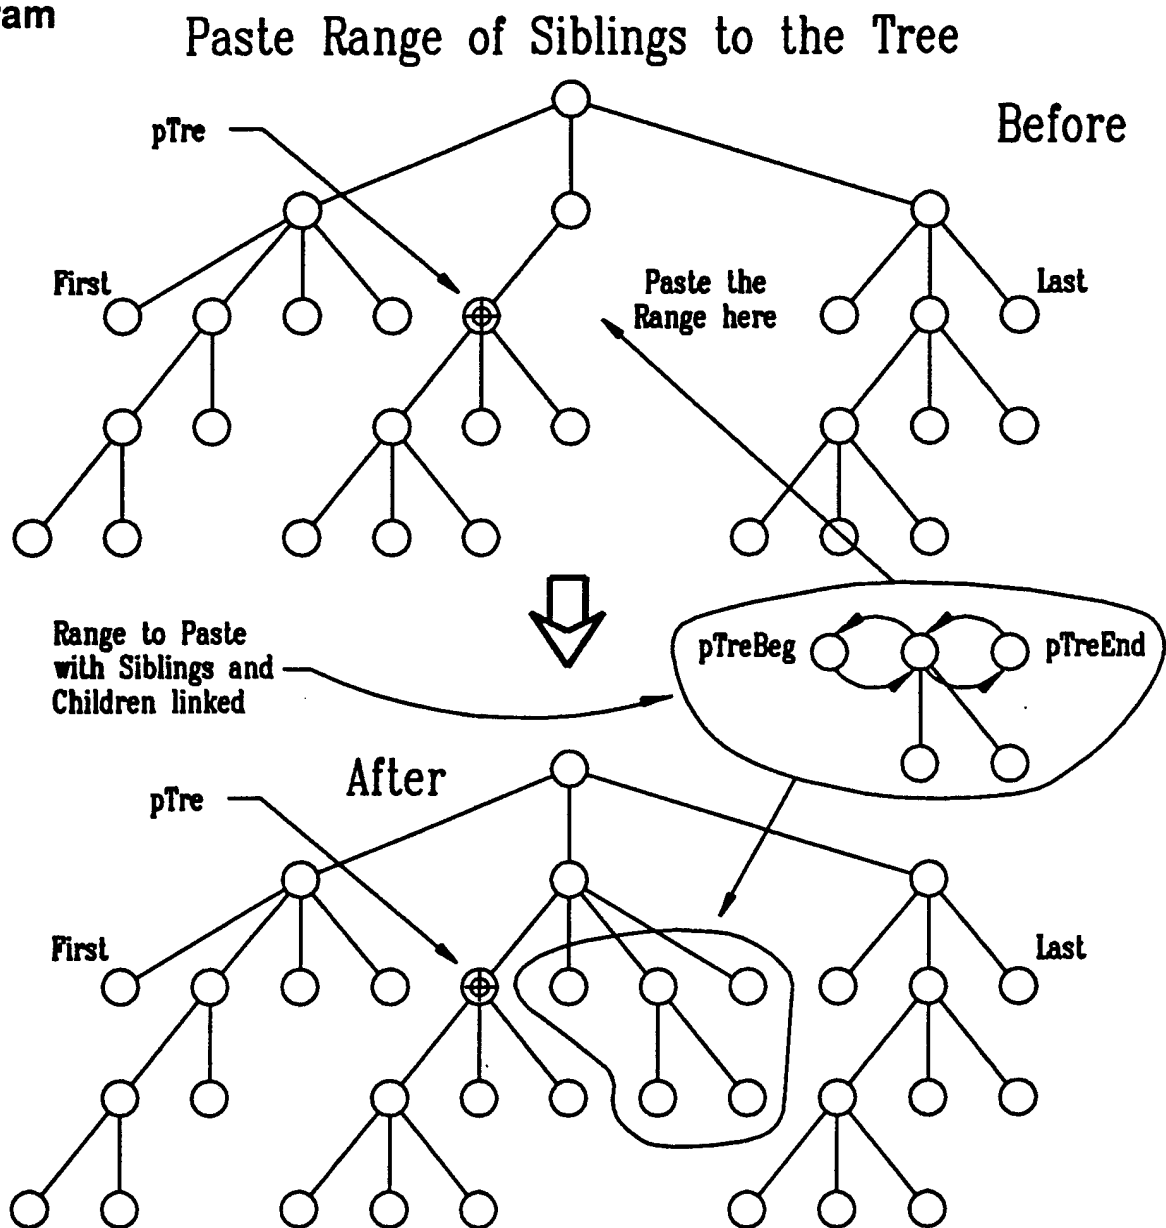 Paste Range of Siblings to the Tree
pTre
Before
First
Paste the
Range here
Last
Range to Paste
with Siblings and
Children linked
pTreBeg
pTreEnd
After
pTre
First
Last